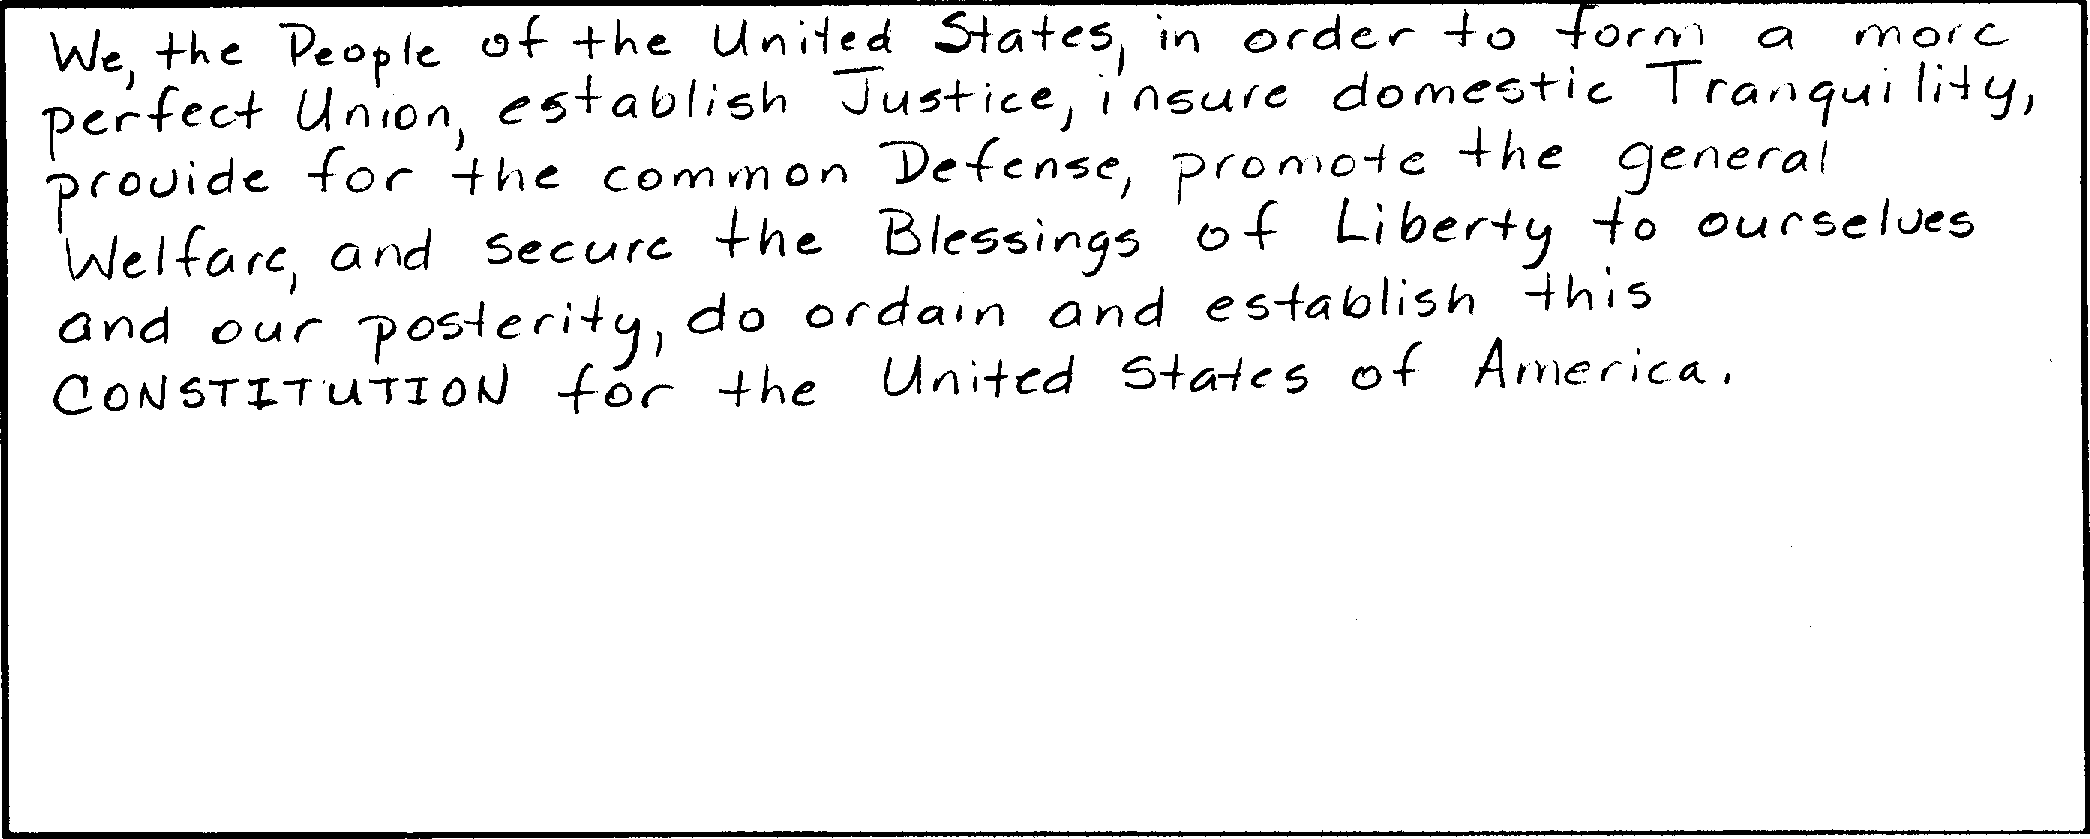 We, the People of the United States, in order to form a more
perfect Union, establish Justice, insure domestic Tranquility,
provide for the common Defense, promote the general
Welfare, and secure the Blessings of Liberty to ourselves
and our posterity, do ordain and establish this
CONSTITUTION for the United States of America.